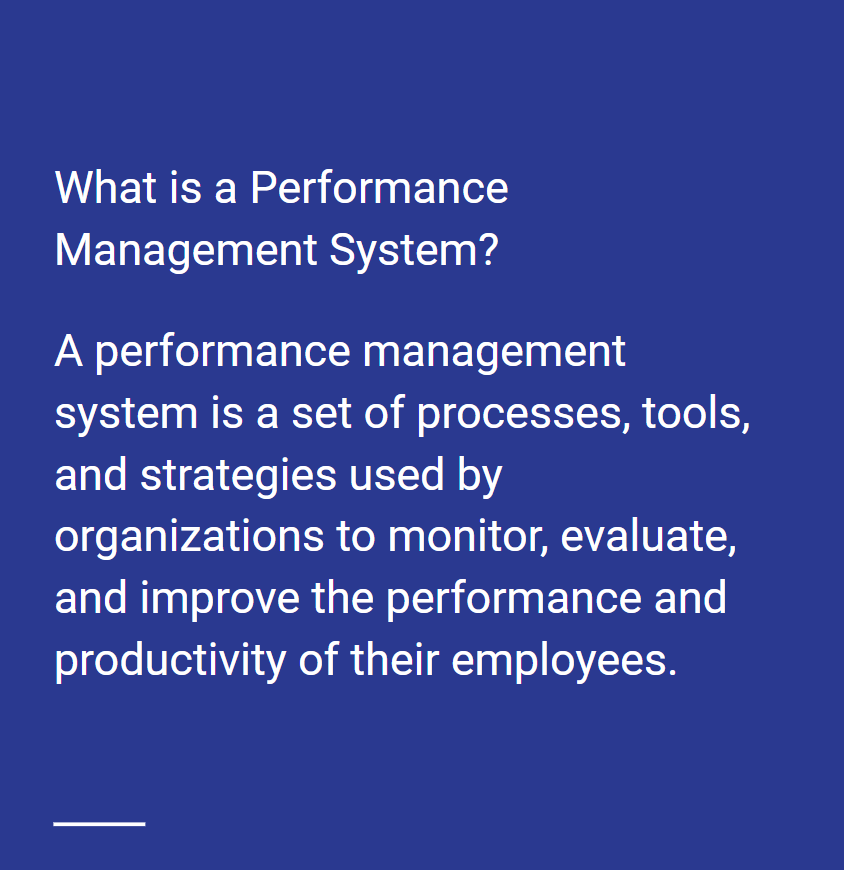 What is a Performance
Management System?
A performance management
system is a set of processes, tools,
and strategies used by
organizations to monitor, evaluate,
and improve the performance and
productivity of their employees.